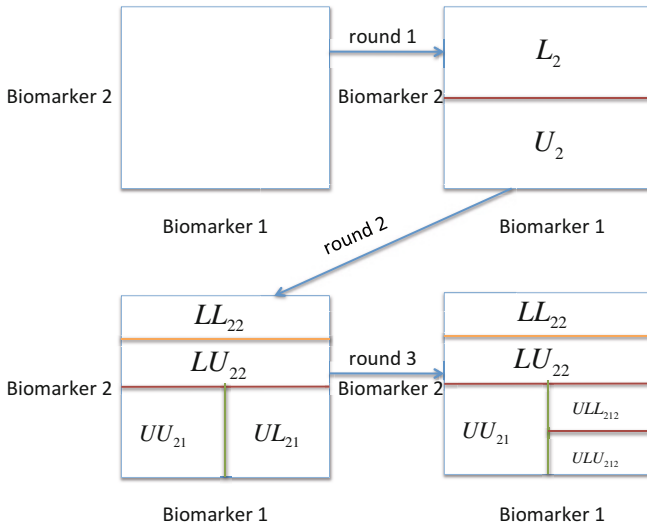 round 1
Biomarker 2
Biomarker 2
L₂
U₂
Biomarker 1
Biomarker 1
round 2
LL₂₂
LU₂₂
UU₂₁
UL₂₁
Biomarker 2
Biomarker 1
round 3
Biomarker 2
LL₂₂
LU₂₂
UU₂₁
ULL₂₁₂
ULU₂₁₂
Biomarker 1